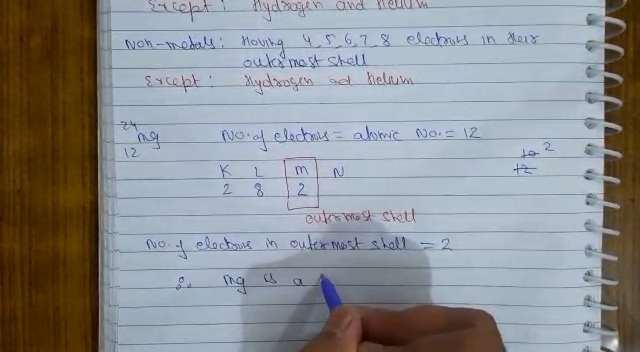 Except: Hydrogen and helium
Non-metals: Having 4, 5, 6, 7, 8 electrons in their
outermost shell
Except: Hydrogen ad helium
24
12 mg No. of electrons = atomic No. = 12
K L M N
2 8 2
10 2
12
outermost shell
No. of electrons in outermost shell = 2
∴ mg is a